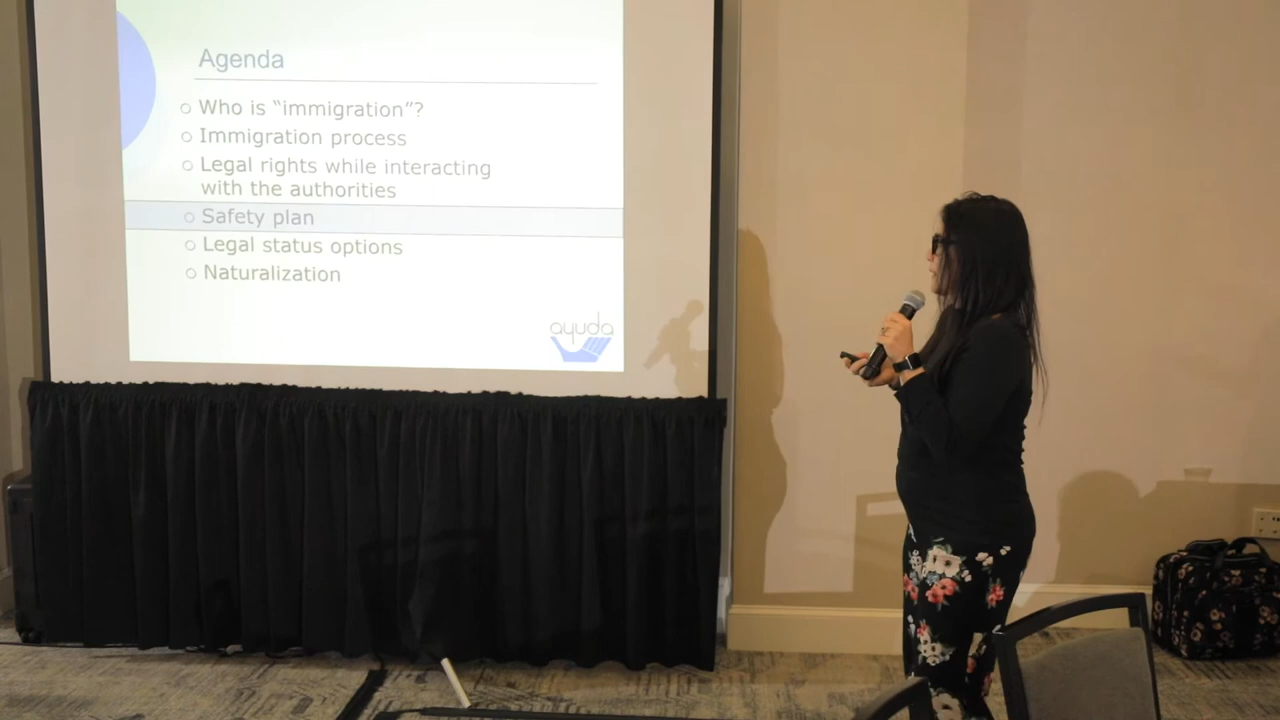 Agenda
Who is “immigration”?
Immigration process
Legal rights while interacting
with the authorities
Safety plan
Legal status options
Naturalization
ayuda